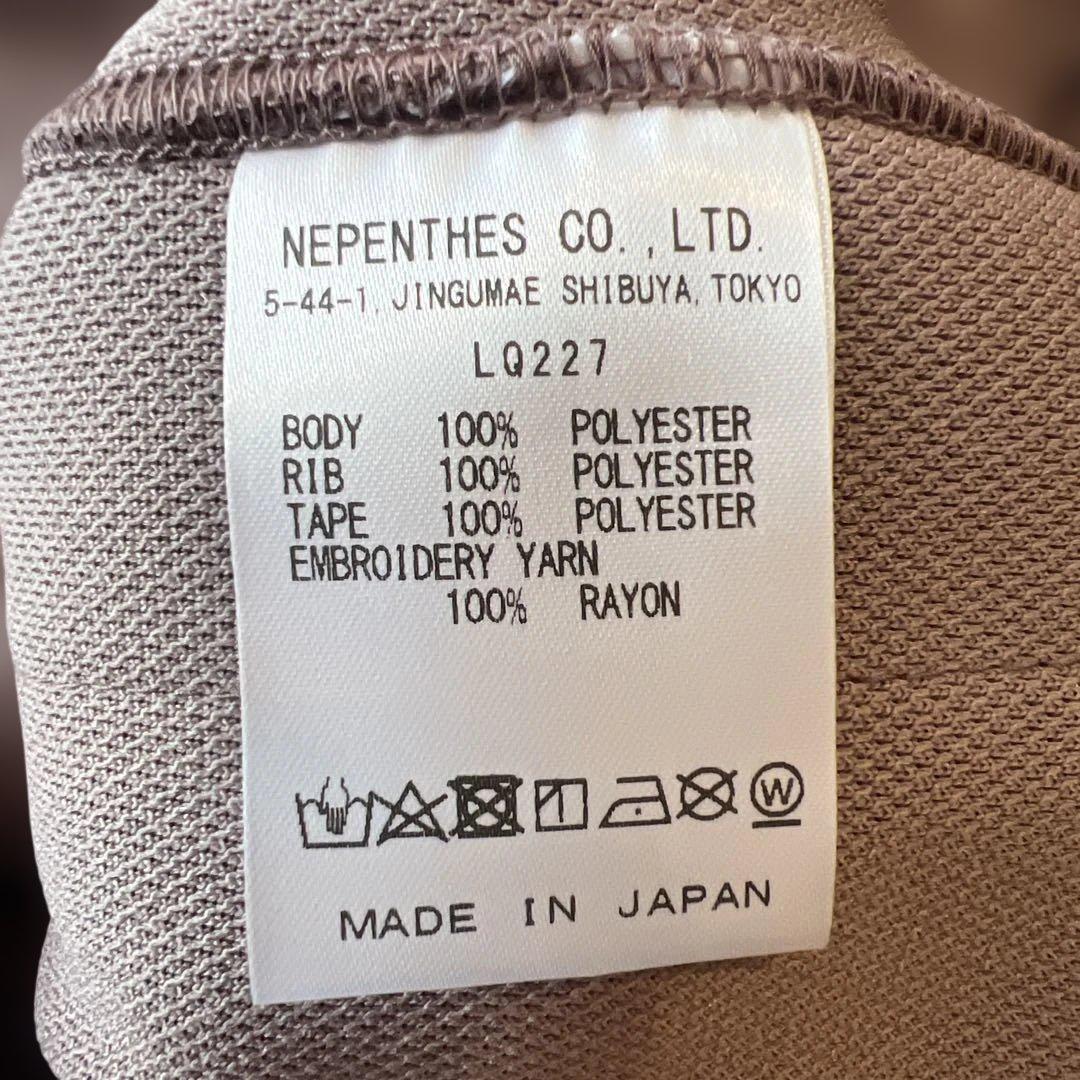 NEPENTHES CO.,LTD.
5-44-1, JINGUMAE SHIBUYA, TOKYO
LQ227
BODY 100% POLYESTER
RIB 100% POLYESTER
TAPE 100% POLYESTER
EMBROIDERY YARN
100% RAYON
W
MADE IN JAPAN